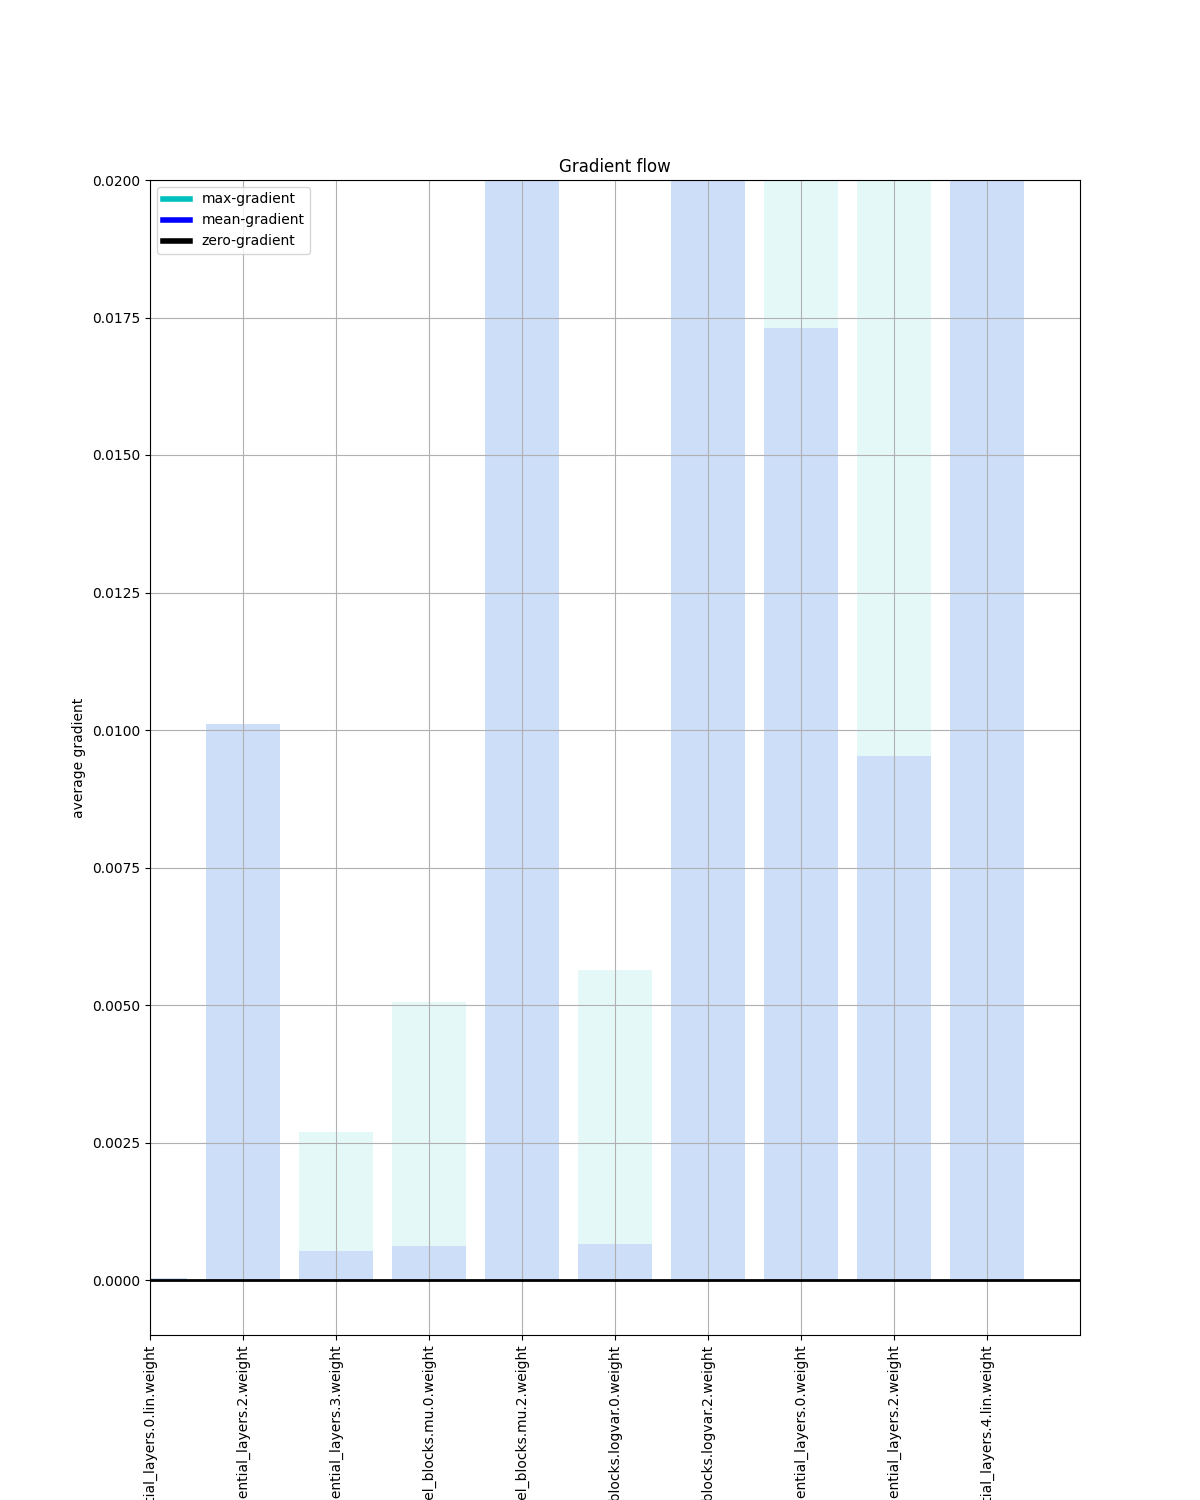 Gradient flow
max-gradient
mean-gradient
zero-gradient
0.0200
0.0175
0.0150
0.0125
0.0100
0.0075
0.0050
0.0025
0.0000
average gradient
tial_layers.0.lin.weight
ential_layers.2.weight
ential_layers.3.weight
el_blocks.mu.0.weight
el_blocks.mu.2.weight
blocks.logvar.0.weight
blocks.logvar.2.weight
ential_layers.0.weight
ential_layers.2.weight
tial_layers.4.lin.weight